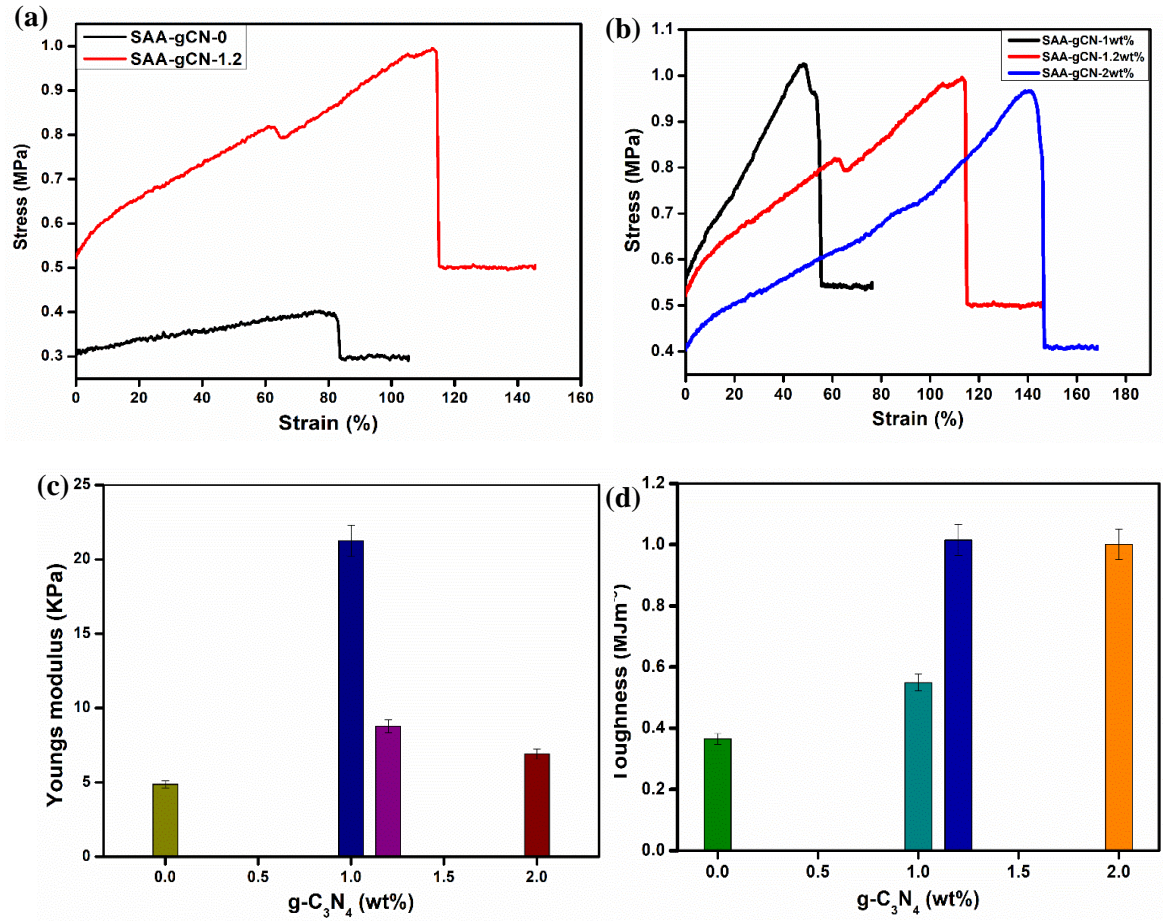 (a)
SAA-gCN-0
SAA-gCN-1.2
Stress (MPa)
1.0
0.9
0.8
0.7
0.6
0.5
0.4
0.3
0 20 40 60 80 100 120 140 160
Strain (%)
(b)
SAA-gCN-1wt%
SAA-gCN-1.2wt%
SAA-gCN-2wt%
Stress (MPa)
1.1
1.0
0.9
0.8
0.7
0.6
0.5
0.4
0 20 40 60 80 100 120 140 160 180
Strain (%)
(c)
Youngs modulus (KPa)
25
20
15
10
5
0
0.0 0.5 1.0 1.5 2.0
g-C₃N₄ (wt%)
(d)
(MJm
1.2
1.0
0.8
0.6
0.4
0.2
0.0
0.0 0.5 1.0 1.5 2.0
g-C₃N₄ (wt%)